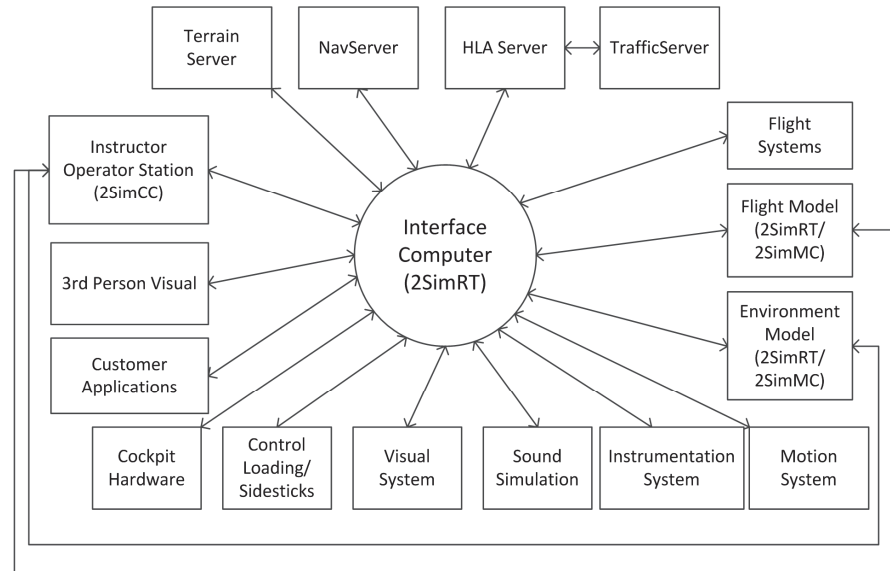 Terrain
Server
NavServer
HLA Server
TrafficServer
Instructor
Operator Station
(2SimCC)
Flight
Systems
Interface
Computer
(2SimRT)
Flight Model
(2SimRT/
2SimMC)
3rd Person Visual
Environment
Model
(2SimRT/
2SimMC)
Customer
Applications
Cockpit
Hardware
Control
Loading/
Sidesticks
Visual
System
Sound
Simulation
Instrumentation
System
Motion
System